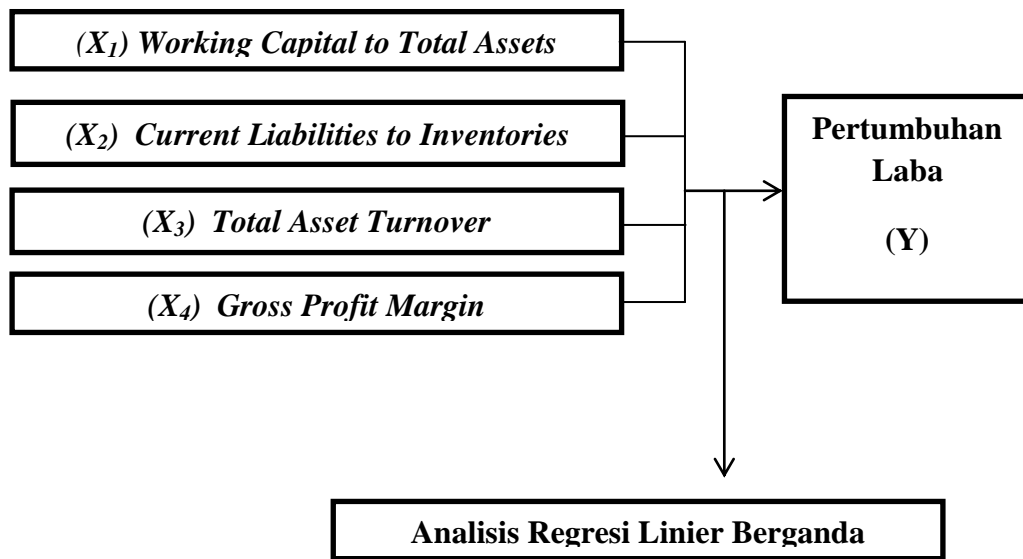 (X1) Working Capital to Total Assets
(X2) Current Liabilities to Inventories
(X3) Total Asset Turnover
(X4) Gross Profit Margin
Pertumbuhan
Laba
(Y)
Analisis Regresi Linier Berganda